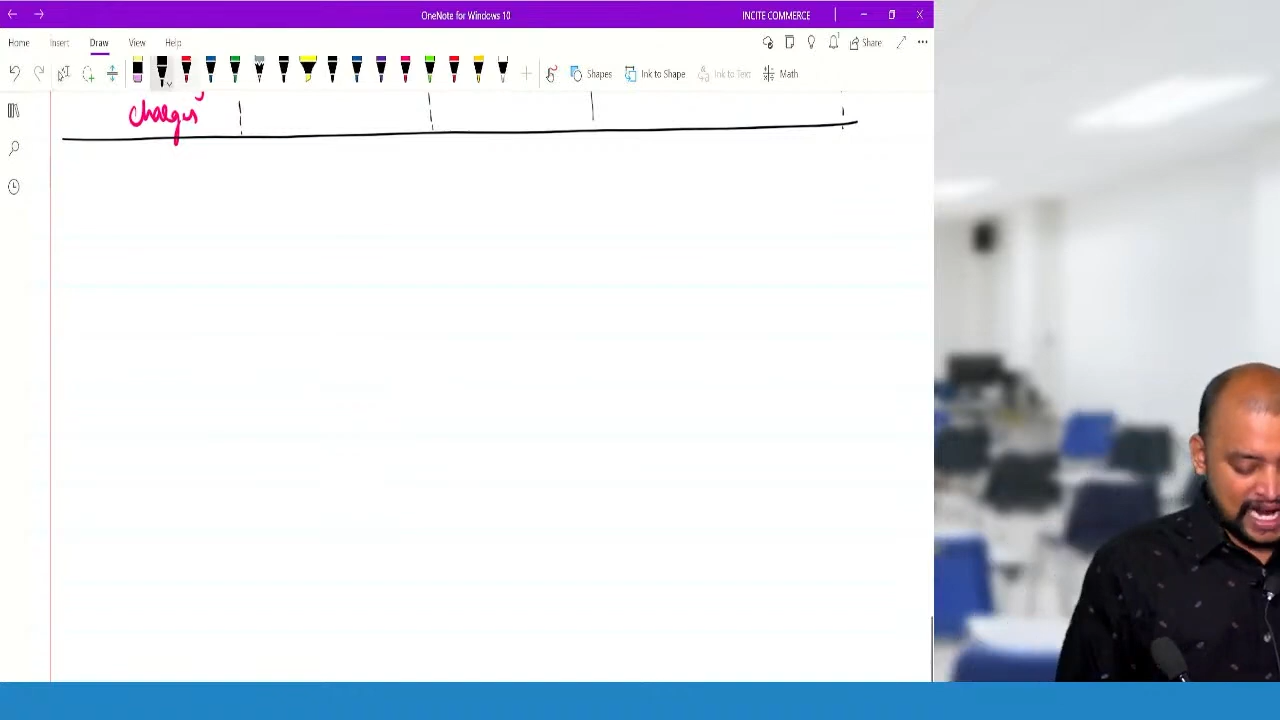 OneNote for Windows 10
INCITE COMMERCE
Home Insert Draw View Help
Share
Shapes
Ink to Shape
Ink to Text
Math
charges